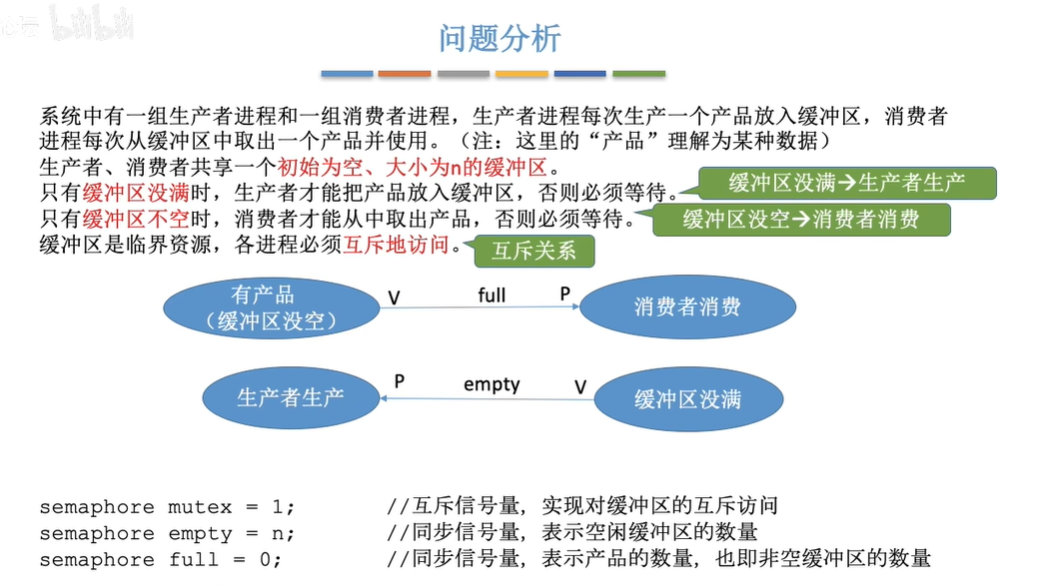 bilibili
问题分析
系统中有一组生产者进程和一组消费者进程，生产者进程每次生产一个产品放入缓冲区，消费者
进程每次从缓冲区中取出一个产品并使用。（注：这里的“产品”理解为某种数据）
生产者、消费者共享一个初始为空、大小为n的缓冲区。
只有缓冲区没满时，生产者才能把产品放入缓冲区，否则必须等待。
缓冲区没满→生产者生产
只有缓冲区不空时，消费者才能从中取出产品，否则必须等待。
缓冲区没空→消费者消费
缓冲区是临界资源，各进程必须互斥地访问。
互斥关系
有产品
（缓冲区没空）
V full P
消费者消费
生产者生产
P empty V
缓冲区没满
semaphore mutex = 1; //互斥信号量，实现对缓冲区的互斥访问
semaphore empty = n; //同步信号量，表示空闲缓冲区的数量
semaphore full = 0; //同步信号量，表示产品的数量，也即非空缓冲区的数量